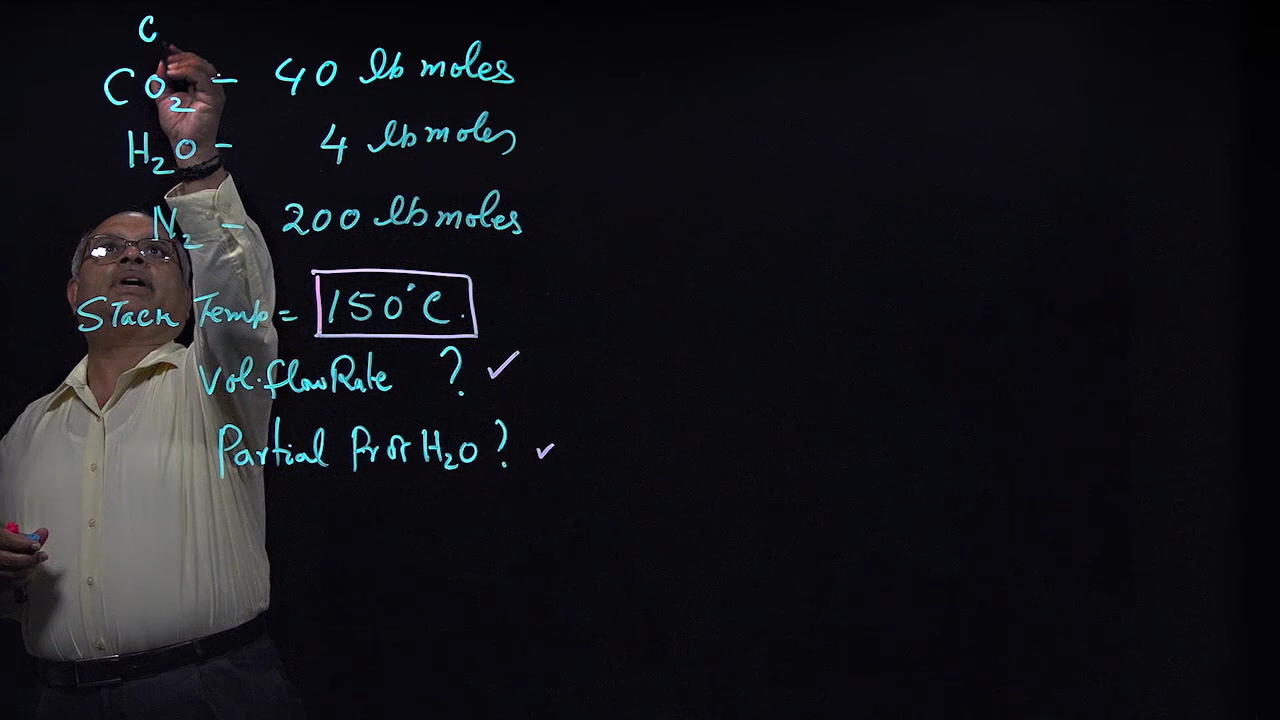 C
CO2 - 40 lb moles
H2O - 4 lb moles
N2 - 200 lb moles
Stack Temp = 150°C.
Vol. flow Rate ? ✓
Partial Pr of H2O ? ✓